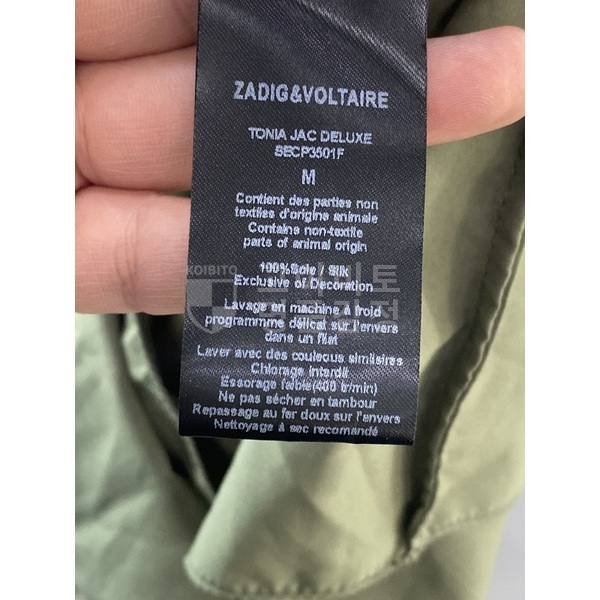 ZADIG&VOLTAIRE
TONIA JAC DELUXE
SECP3501F
M
Contient des parties non
textiles d'origine animale
Contains non-textile
parts of animal origin
KOIBITO
100%Soie / Silk
Exclusive of Decoration
Lavage en machine à froid
programmme délicat sur l'envers
dans un filet
Laver avec des couleous similaires
Chlorage interdit
Essorage faible(400 tr/min)
Ne pas sécher en tambour
Repassage au fer doux sur l'envers
Nettoyage à sec recomandé